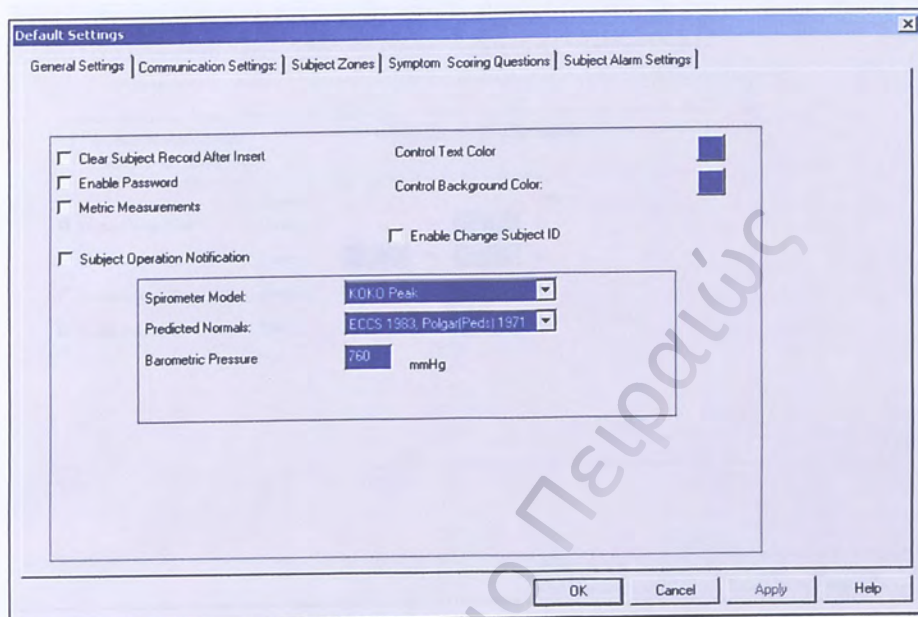 Default Settings
General Settings Communication Settings: Subject Zones Symptom Scoring Questions Subject Alarm Settings
Clear Subject Record After Insert
Enable Password
Metric Measurements
Subject Operation Notification
Control Text Color
Control Background Color:
Enable Change Subject ID
Spirometer Model: KOKO Peak
Predicted Normals: ECCS 1983, Polgar(Peds) 1971
Barometric Pressure 760 mmHg
OK Cancel Apply Help
Πειραιώς